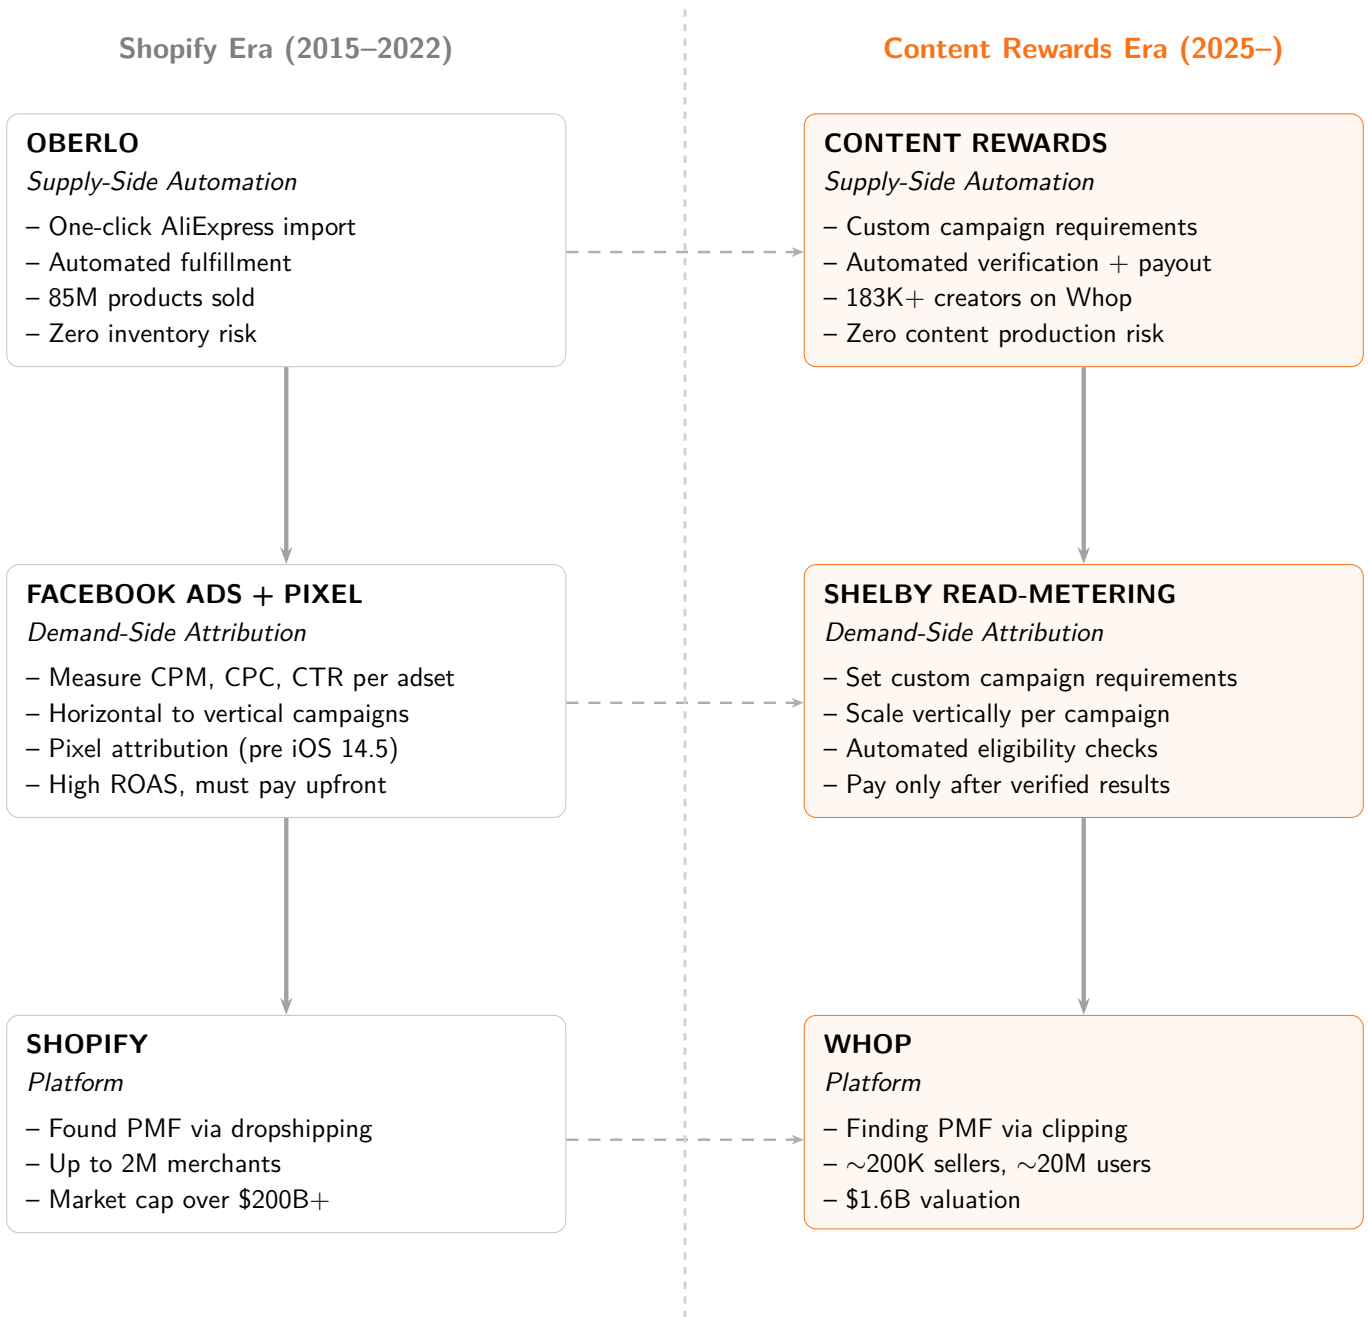 Shopify Era (2015–2022)
OBERLO
Supply-Side Automation
– One-click AliExpress import
– Automated fulfillment
– 85M products sold
– Zero inventory risk
FACEBOOK ADS + PIXEL
Demand-Side Attribution
– Measure CPM, CPC, CTR per adset
– Horizontal to vertical campaigns
– Pixel attribution (pre iOS 14.5)
– High ROAS, must pay upfront
SHOPIFY
Platform
– Found PMF via dropshipping
– Up to 2M merchants
– Market cap over $200B+
Content Rewards Era (2025–)
CONTENT REWARDS
Supply-Side Automation
– Custom campaign requirements
– Automated verification + payout
– 183K+ creators on Whop
– Zero content production risk
SHELBY READ-METERING
Demand-Side Attribution
– Set custom campaign requirements
– Scale vertically per campaign
– Automated eligibility checks
– Pay only after verified results
WHOP
Platform
– Finding PMF via clipping
– ~200K sellers, ~20M users
– $1.6B valuation